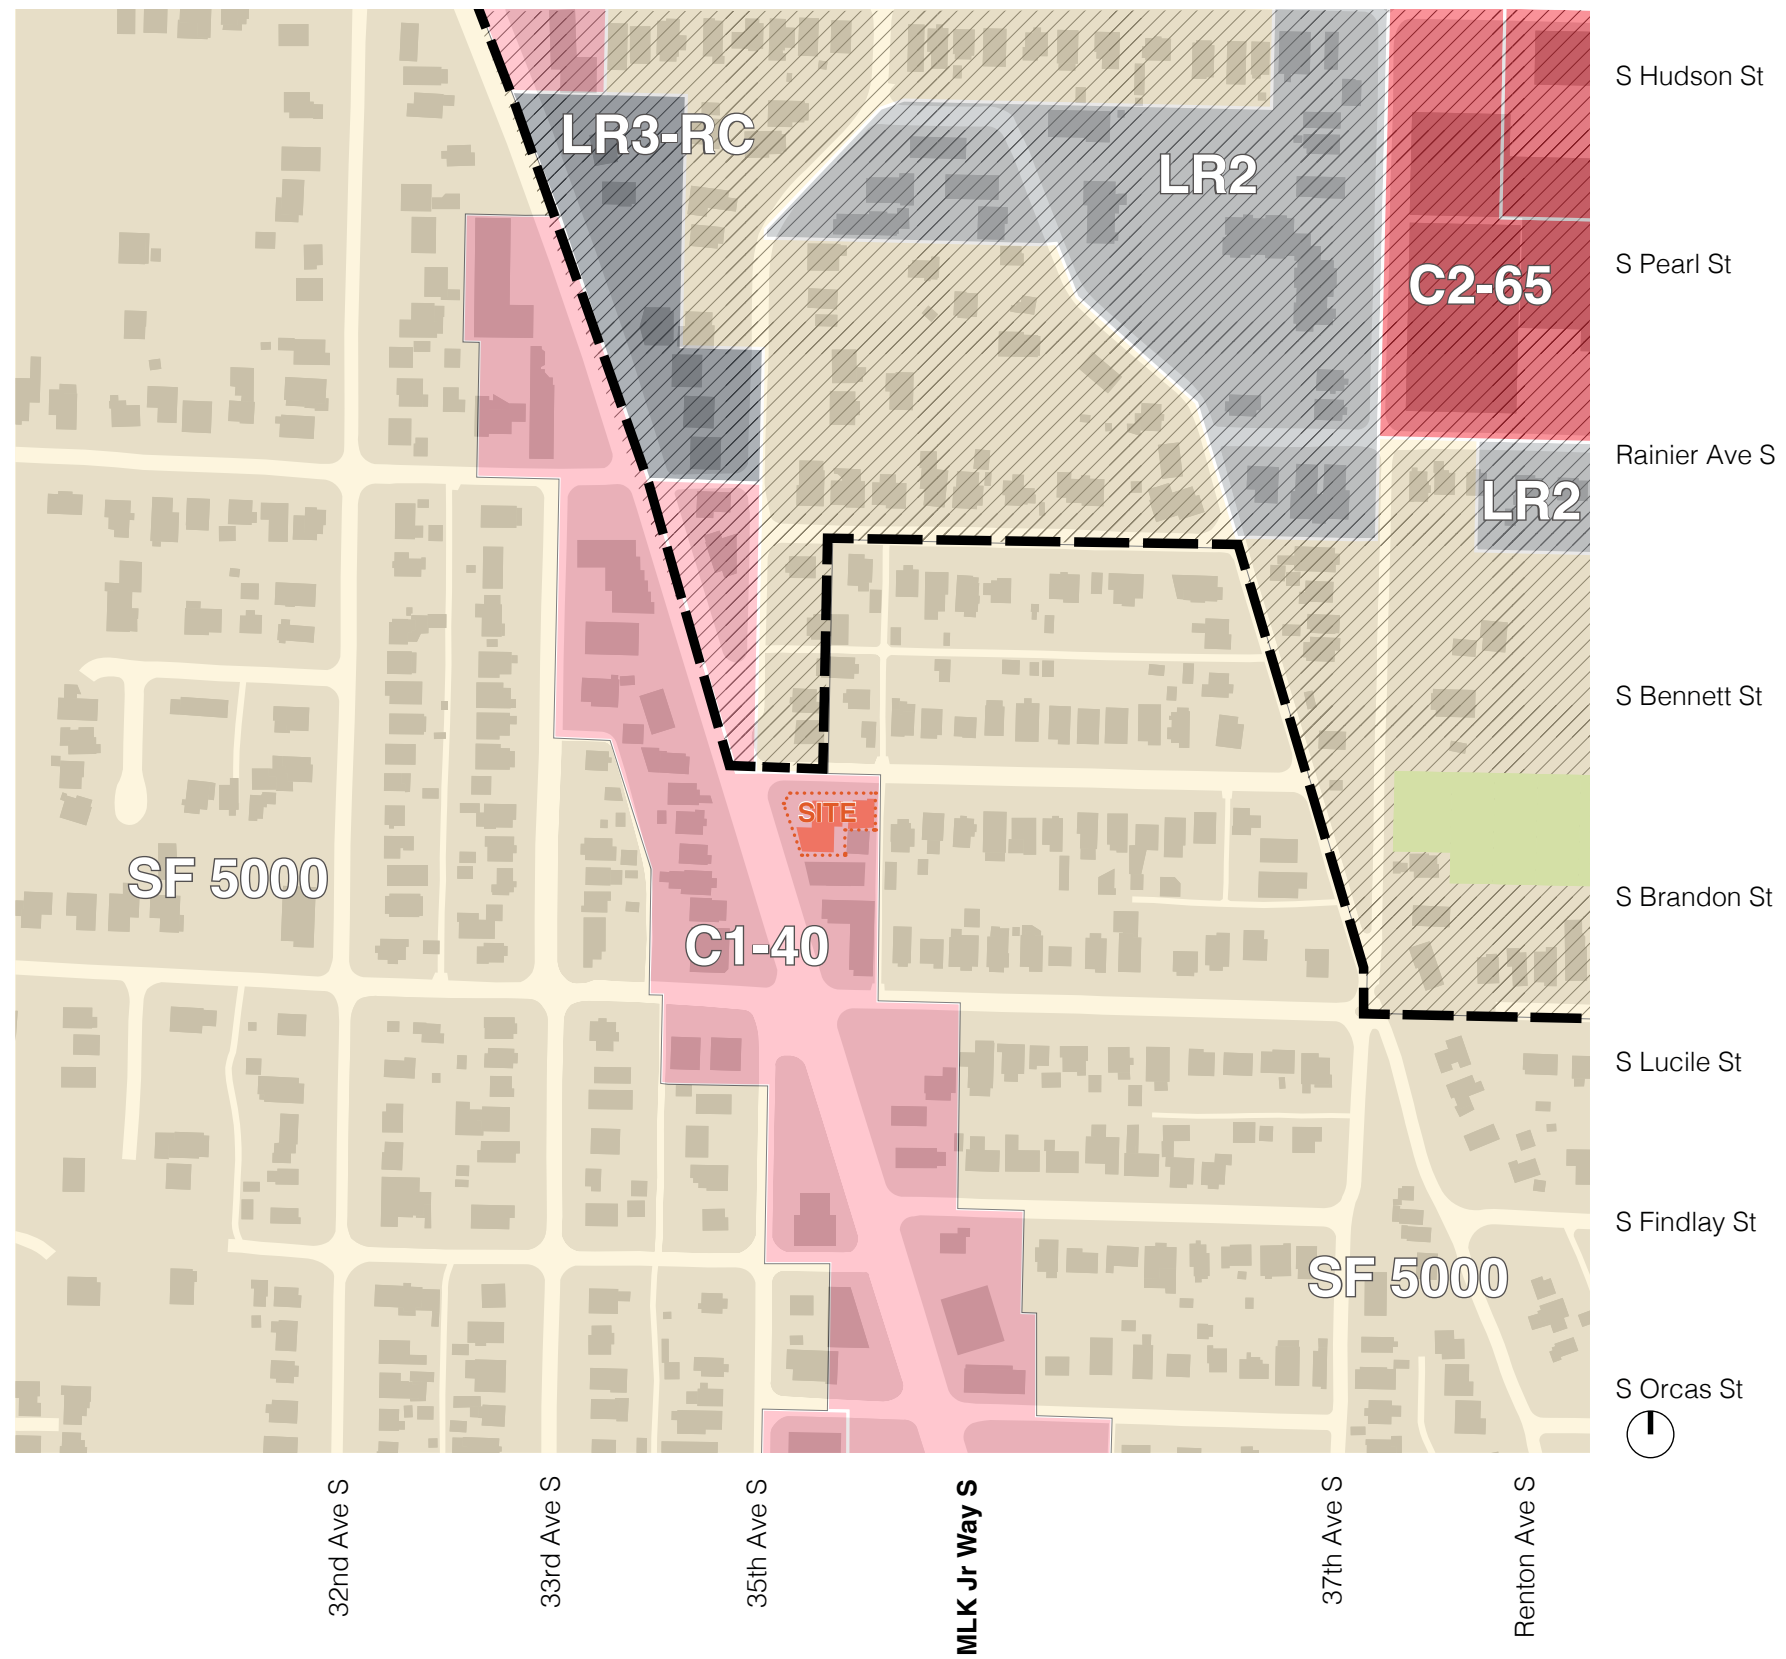 S Hudson St
LR3-RC
LR2
S Pearl St
C2-65
Rainier Ave S
LR2
S Bennett St
SITE
SF 5000
S Brandon St
C1-40
S Lucile St
S Findlay St
SF 5000
S Orcas St
32nd Ave S
33rd Ave S
35th Ave S
MLK Jr Way S
37th Ave S
Renton Ave S